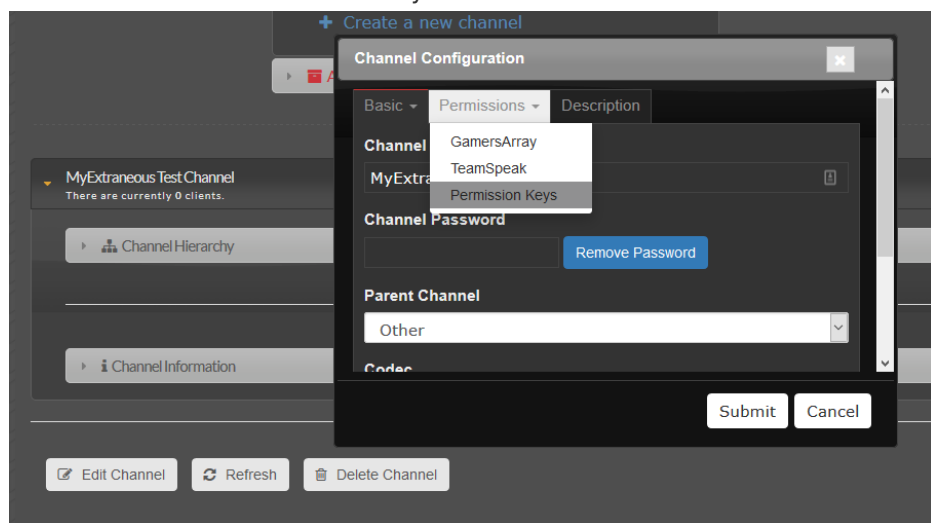 Create a new channel
Channel Configuration
Basic
Permissions
Description
GamersArray
TeamSpeak
Permission Keys
Channel
MyExtra
Channel Password
Remove Password
Parent Channel
Other
Codec
Submit
Cancel
MyExtraneous Test Channel
There are currently 0 clients.
Channel Hierarchy
Channel Information
Edit Channel
Refresh
Delete Channel